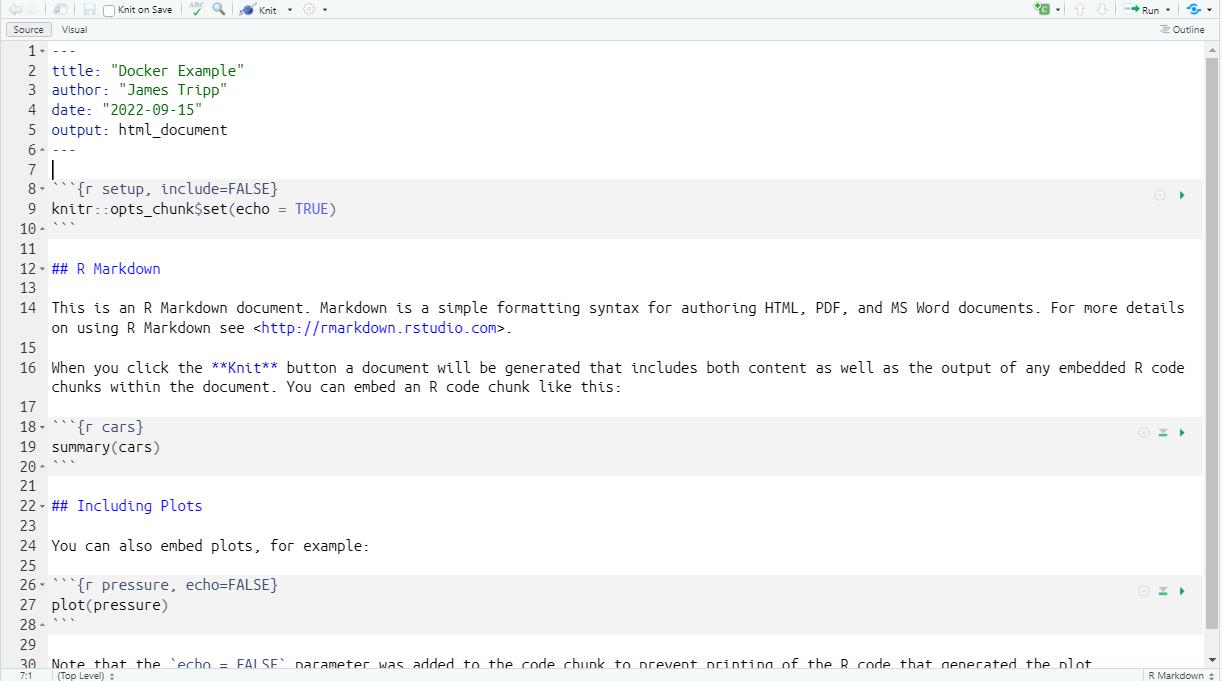 Knit on Save ABC Knit Run
Source Visual Outline
1 ---
2 title: "Docker Example"
3 author: "James Tripp"
4 date: "2022-09-15"
5 output: html_document
6 ---
7
8 ```{r setup, include=FALSE}
9 knitr::opts_chunk$set(echo = TRUE)
10 ```
11
12 ## R Markdown
13
14 This is an R Markdown document. Markdown is a simple formatting syntax for authoring HTML, PDF, and MS Word documents. For more details
on using R Markdown see <http://rmarkdown.rstudio.com>.
15
16 When you click the **Knit** button a document will be generated that includes both content as well as the output of any embedded R code
chunks within the document. You can embed an R code chunk like this:
17
18 ```{r cars}
19 summary(cars)
20 ```
21
22 ## Including Plots
23
24 You can also embed plots, for example:
25
26 ```{r pressure, echo=FALSE}
27 plot(pressure)
28 ```
29
30 Note that the `echo = FALSE` parameter was added to the code chunk to prevent printing of the R code that generated the plot
7:1 (Top Level) R Markdown